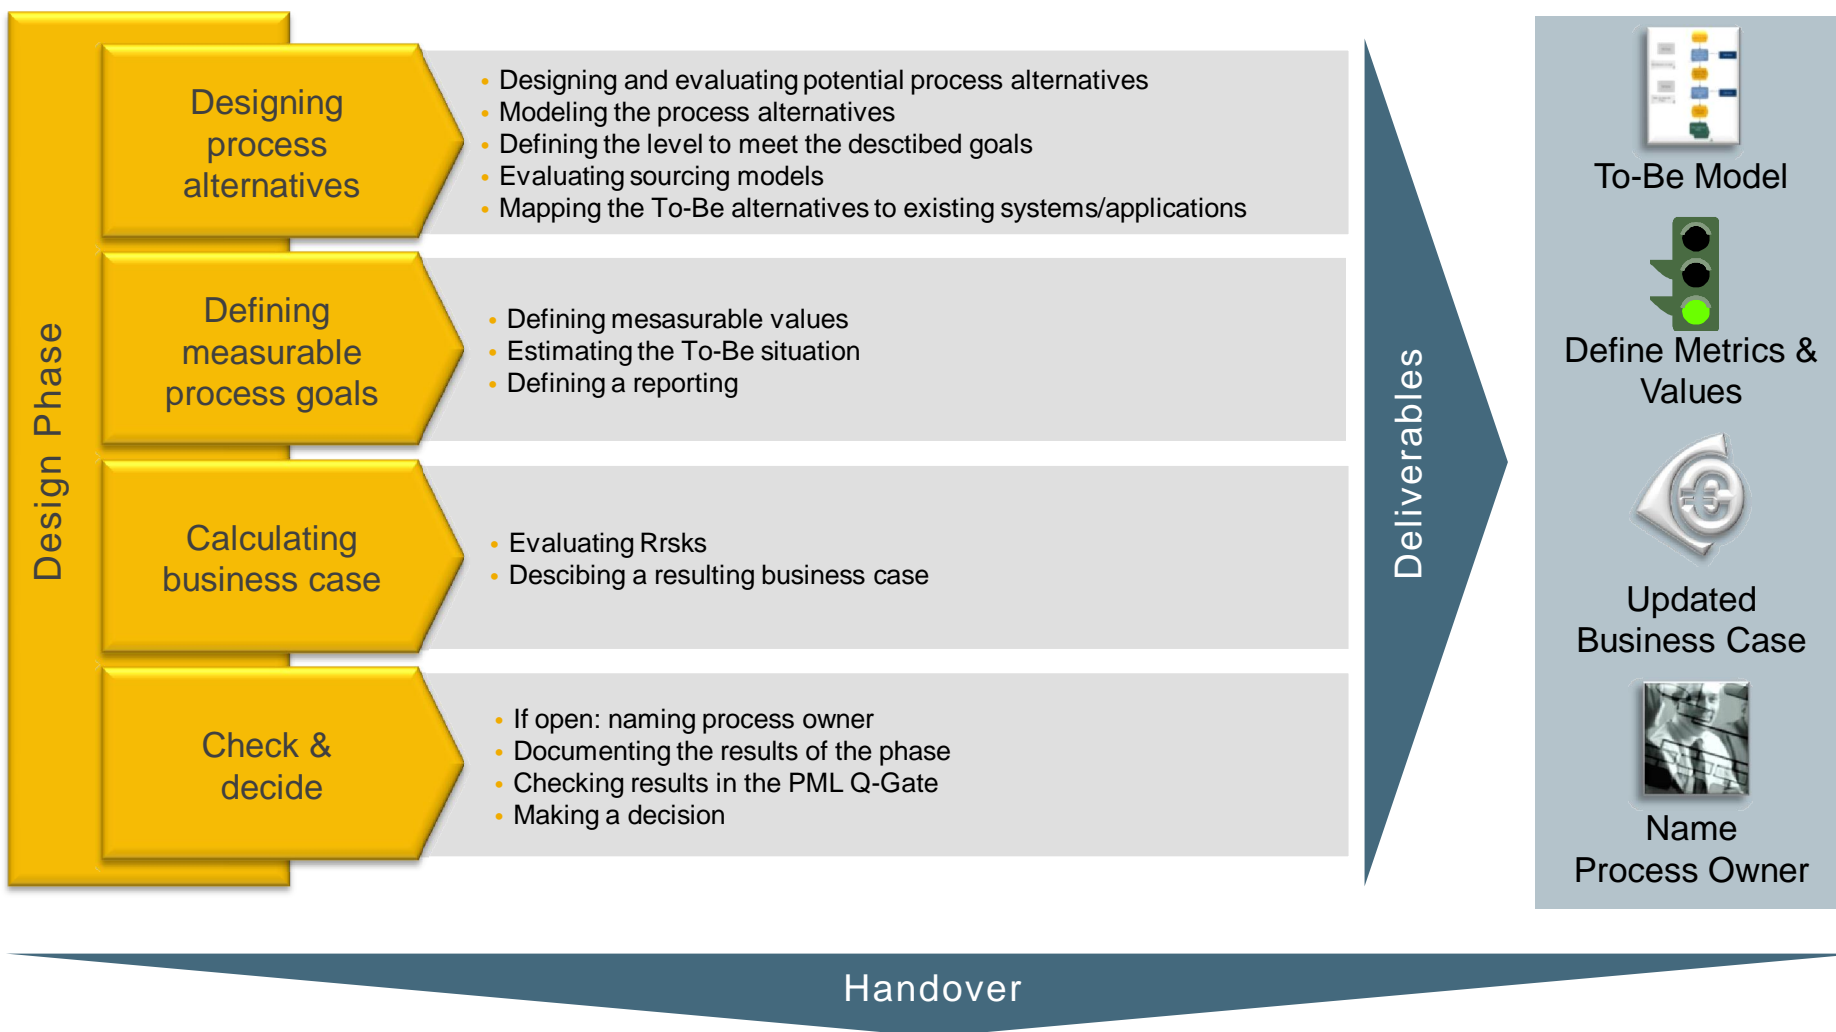 Design Phase
Designing
process
alternatives
• Designing and evaluating potential process alternatives
• Modeling the process alternatives
• Defining the level to meet the desctibed goals
• Evaluating sourcing models
• Mapping the To-Be alternatives to existing systems/applications
Defining
measurable
process goals
• Defining mesasurable values
• Estimating the To-Be situation
• Defining a reporting
Calculating
business case
• Evaluating Rrsks
• Descibing a resulting business case
Check &
decide
• If open: naming process owner
• Documenting the results of the phase
• Checking results in the PML Q-Gate
• Making a decision
Deliverables
To-Be Model
Define Metrics &
Values
Updated
Business Case
Name
Process Owner
Handover